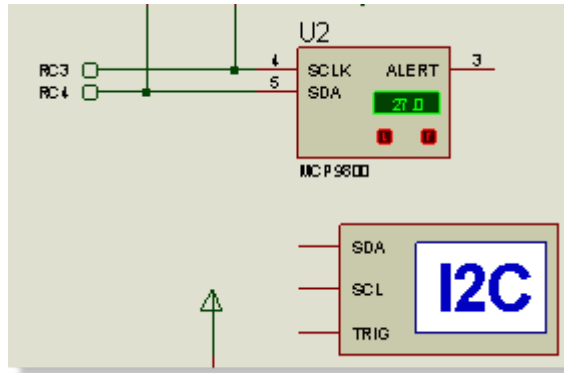 U2
RC3
RC4
4
5
SCLK
SDA
ALERT
3
27.0
MCP9800
SDA
SCL
TRIG
I2C